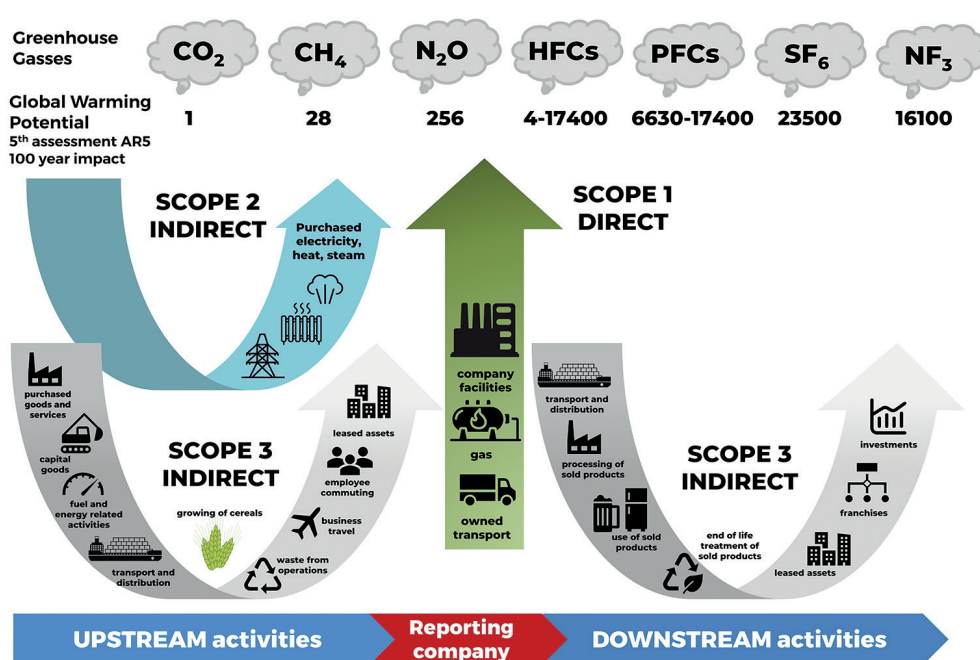 Greenhouse
Gasses
CO₂
CH₄
N₂O
HFCs
PFCs
SF₆
NF₃
Global Warming
Potential
5th assessment AR5
100 year impact
1
28
256
4-17400
6630-17400
23500
16100
SCOPE 2
INDIRECT
Purchased
electricity,
heat, steam
SCOPE 1
DIRECT
company
facilities
gas
owned
transport
purchased
goods and
services
capital
goods
fuel and
energy related
activities
transport and
distribution
SCOPE 3
INDIRECT
growing of cereals
waste from
operations
business
travel
employee
commuting
leased assets
transport and
distribution
processing of
sold products
use of sold
products
end of life
treatment of
sold products
SCOPE 3
INDIRECT
leased assets
franchises
investments
UPSTREAM activities
Reporting
company
DOWNSTREAM activities